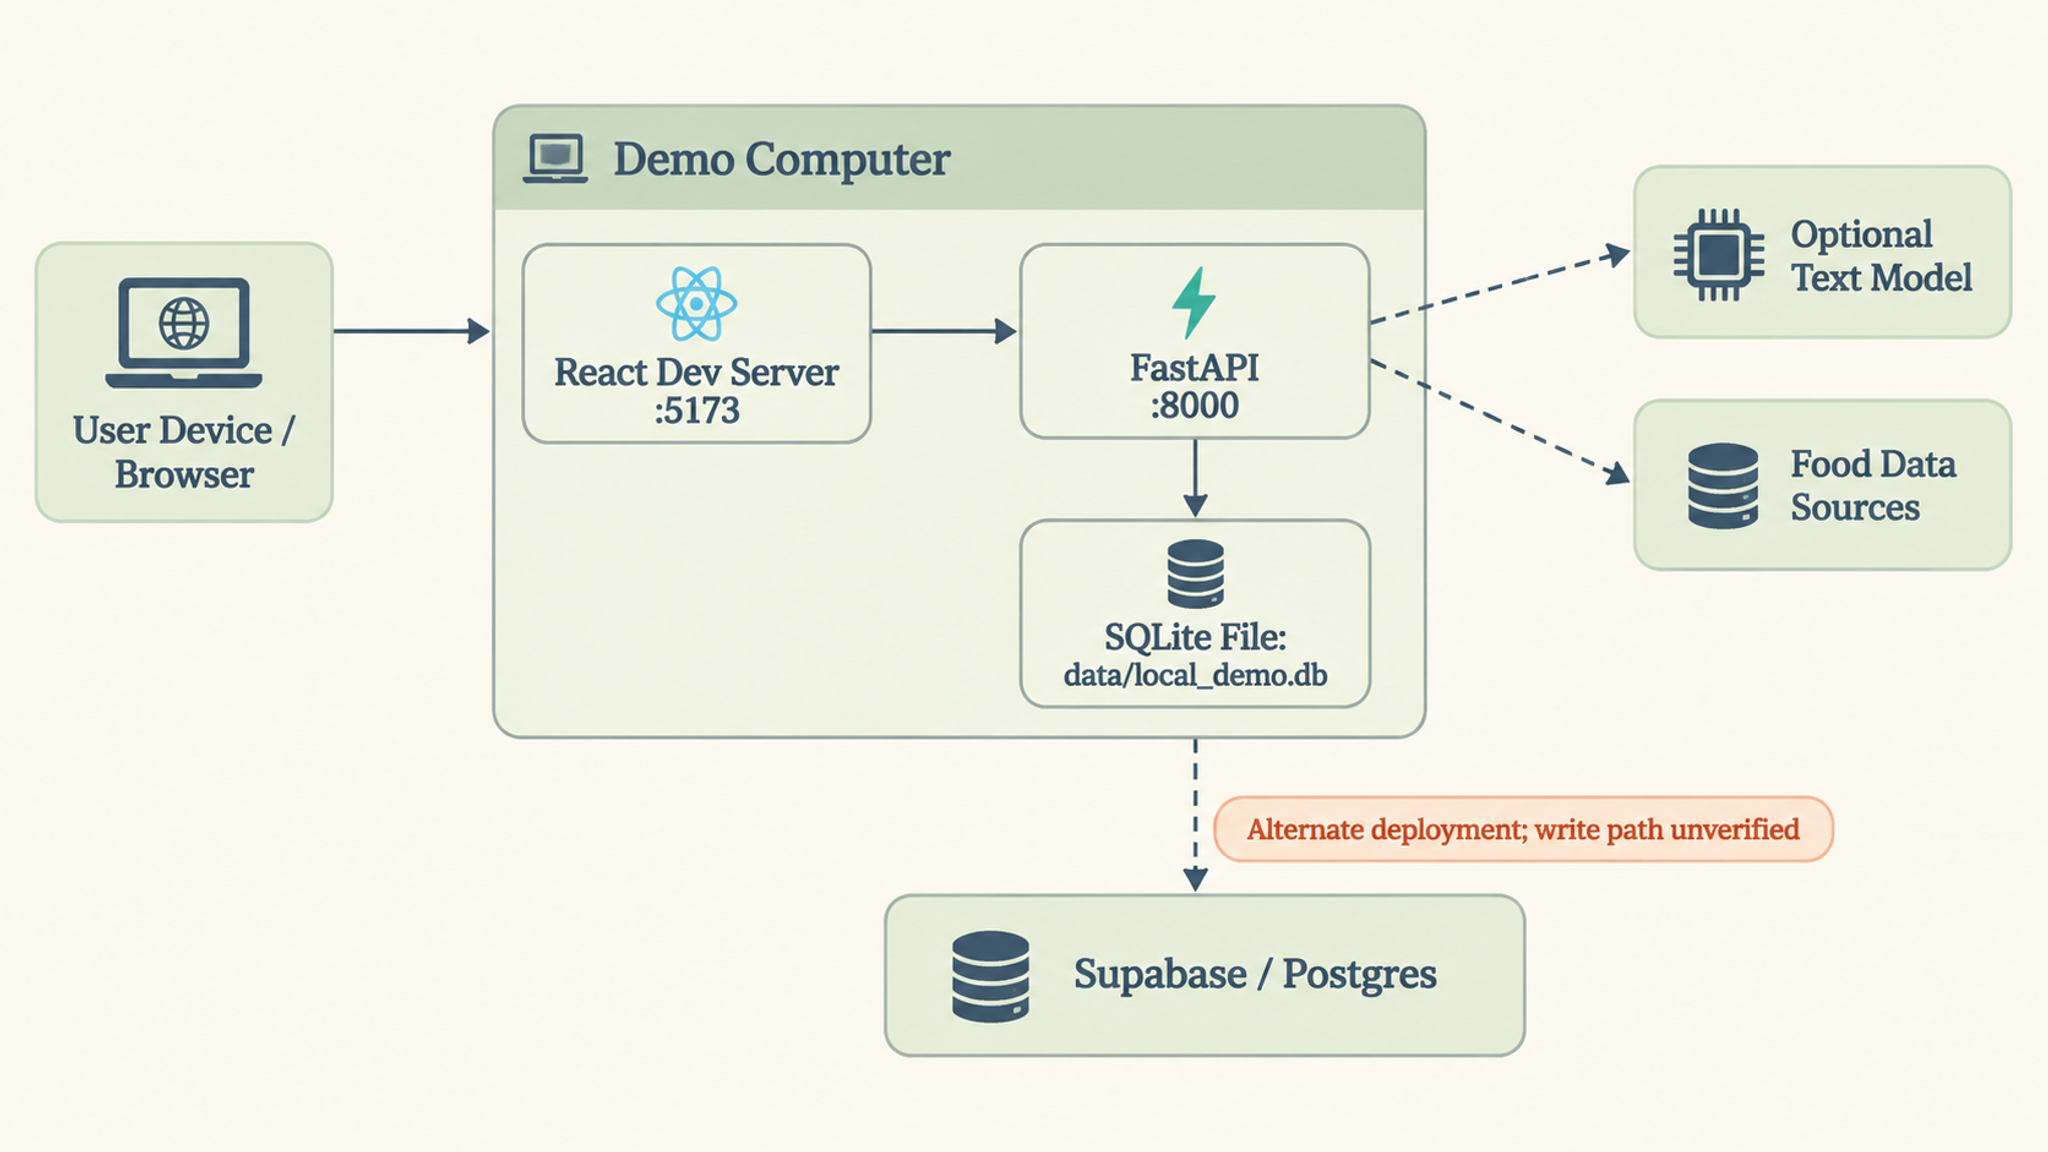 Demo Computer
User Device /
Browser
React Dev Server
:5173
FastAPI
:8000
Optional
Text Model
Food Data
Sources
SQLite File:
data/local_demo.db
Alternate deployment; write path unverified
Supabase / Postgres